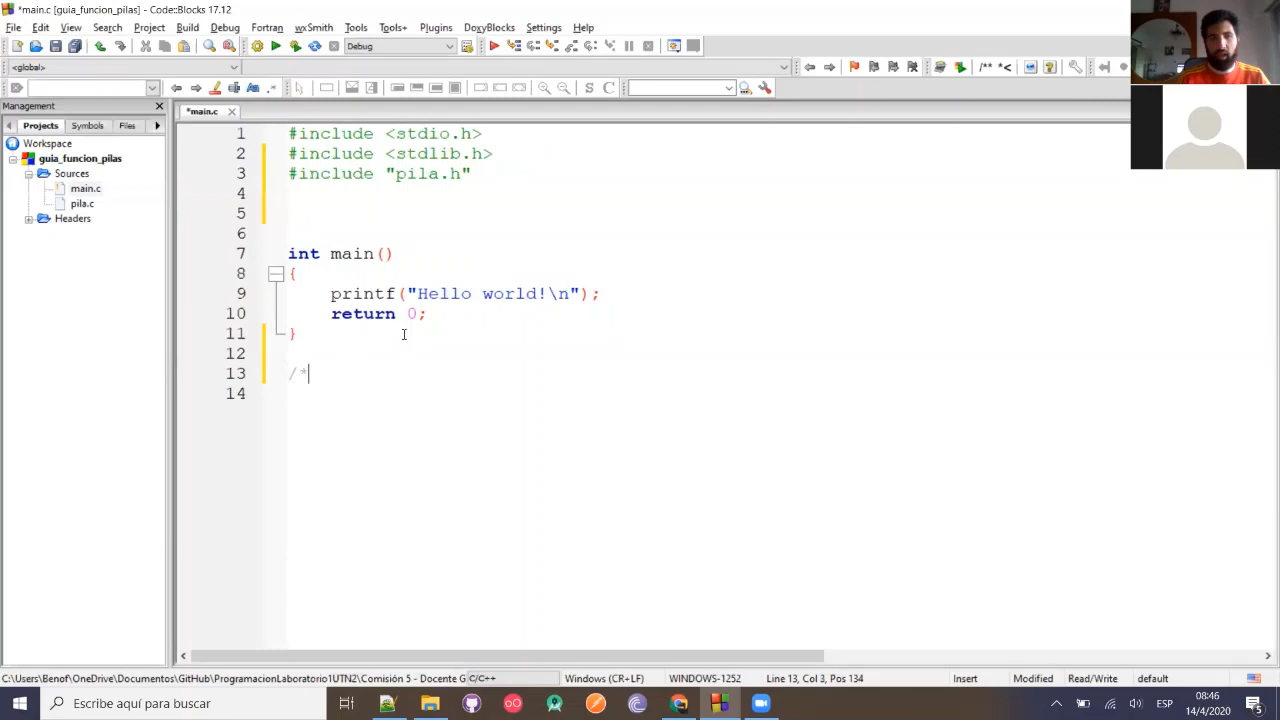 *main.c [guia_funcion_pilas] - Code::Blocks 17.12
File Edit View Search Project Build Debug Fortran wxSmith Tools Tools+ Plugins DoxyBlocks Settings Help
Debug
<global>
/** *<
S C
Management
*main.c
Projects Symbols Files
Workspace
guia_funcion_pilas
Sources
main.c
pila.c
Headers
1 #include <stdio.h>
2 #include <stdlib.h>
3 #include "pila.h"
4
5
6
7 int main()
8 {
9 printf("Hello world!\n");
10 return 0;
11 }
12
13 /*
14
C:\Users\Benof\OneDrive\Documentos\GitHub\ProgramacionLaboratorio1UTN2\Comisión 5 - Docente G C/C++ Windows (CR+LF) WINDOWS-1252 Line 13, Col 3, Pos 134 Insert Modified Read/Write default
Escribe aquí para buscar
ESP
08:46
14/4/2020
5